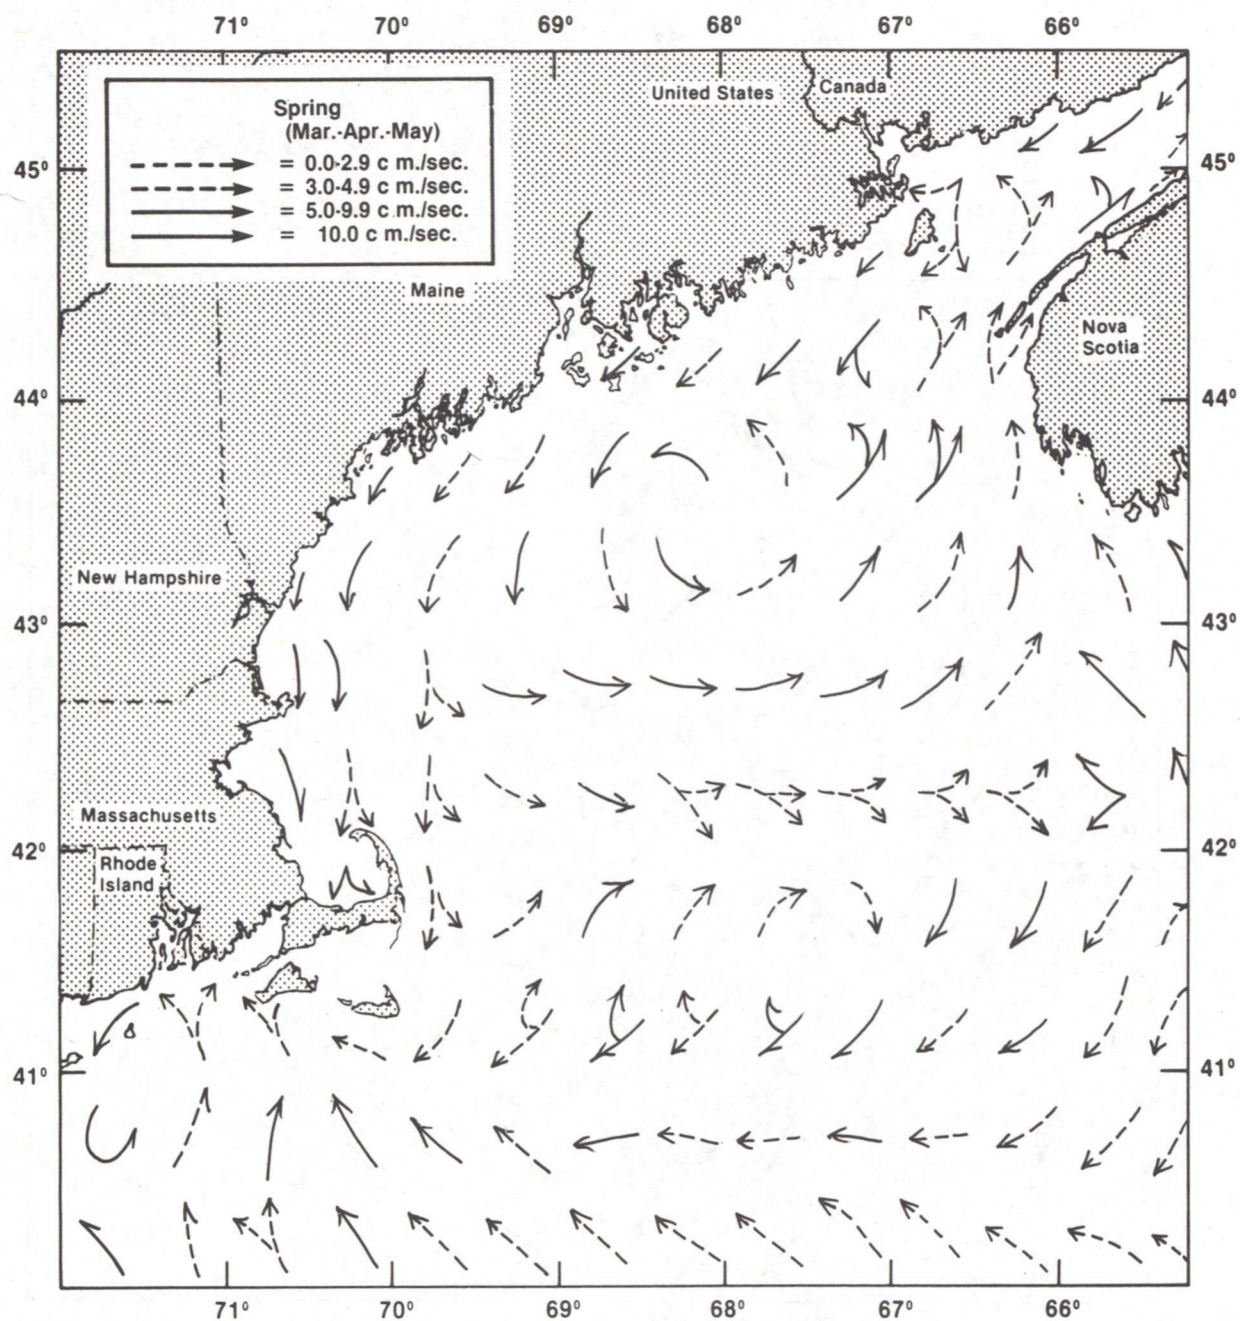 71° 70° 69° 68° 67° 66°
United States
Canada
Spring
(Mar.-Apr.-May)
= 0.0-2.9 c m./sec.
= 3.0-4.9 c m./sec.
= 5.0-9.9 c m./sec.
= 10.0 c m./sec.
45° 45°
Maine
Nova
Scotia
44° 44°
New Hampshire
43° 43°
Massachusetts
42° 42°
Rhode
Island
41° 41°
71° 70° 69° 68° 67° 66°